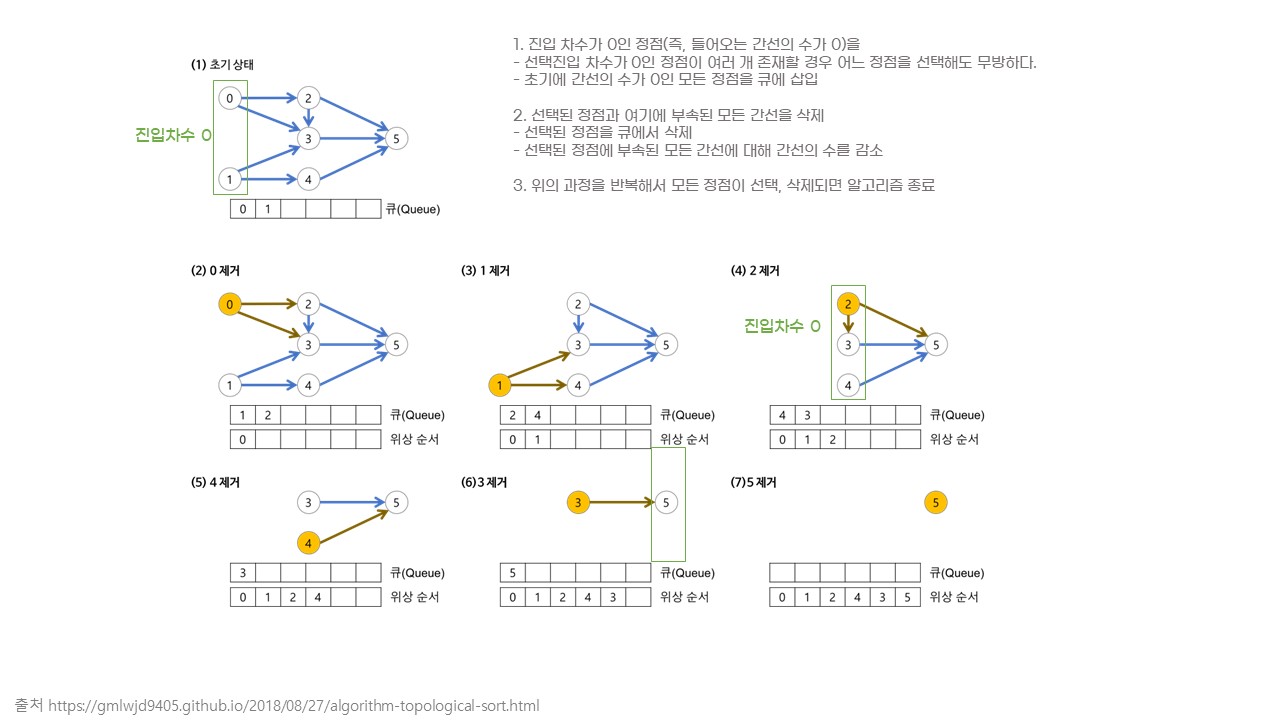 1. 진입 차수가 0인 정점(즉, 들어오는 간선의 수가 0)을
- 선택진입 차수가 0인 정점이 여러 개 존재할 경우 어느 정점을 선택해도 무방하다.
- 초기에 간선의 수가 0인 모든 정점을 큐에 삽입
2. 선택된 정점과 여기에 부속된 모든 간선을 삭제
- 선택된 정점을 큐에서 삭제
- 선택된 정점에 부속된 모든 간선에 대해 간선의 수를 감소
3. 위의 과정을 반복해서 모든 정점이 선택, 삭제되면 알고리즘 종료
(1) 초기 상태
진입차수 0
0 2
3 5
1 4
0 1 큐(Queue)
(2) 0 제거
0 2
3 5
1 4
1 2 큐(Queue)
0 위상 순서
(3) 1 제거
2
3 5
1 4
2 4 큐(Queue)
0 1 위상 순서
(4) 2 제거
진입차수 0
2
3 5
4
4 3 큐(Queue)
0 1 2 위상 순서
(5) 4 제거
3 5
4
3 큐(Queue)
0 1 2 4 위상 순서
(6) 3 제거
3 5
5 큐(Queue)
0 1 2 4 3 위상 순서
(7) 5 제거
5
큐(Queue)
0 1 2 4 3 5 위상 순서
출처 https://gmlwjd9405.github.io/2018/08/27/algorithm-topological-sort.html